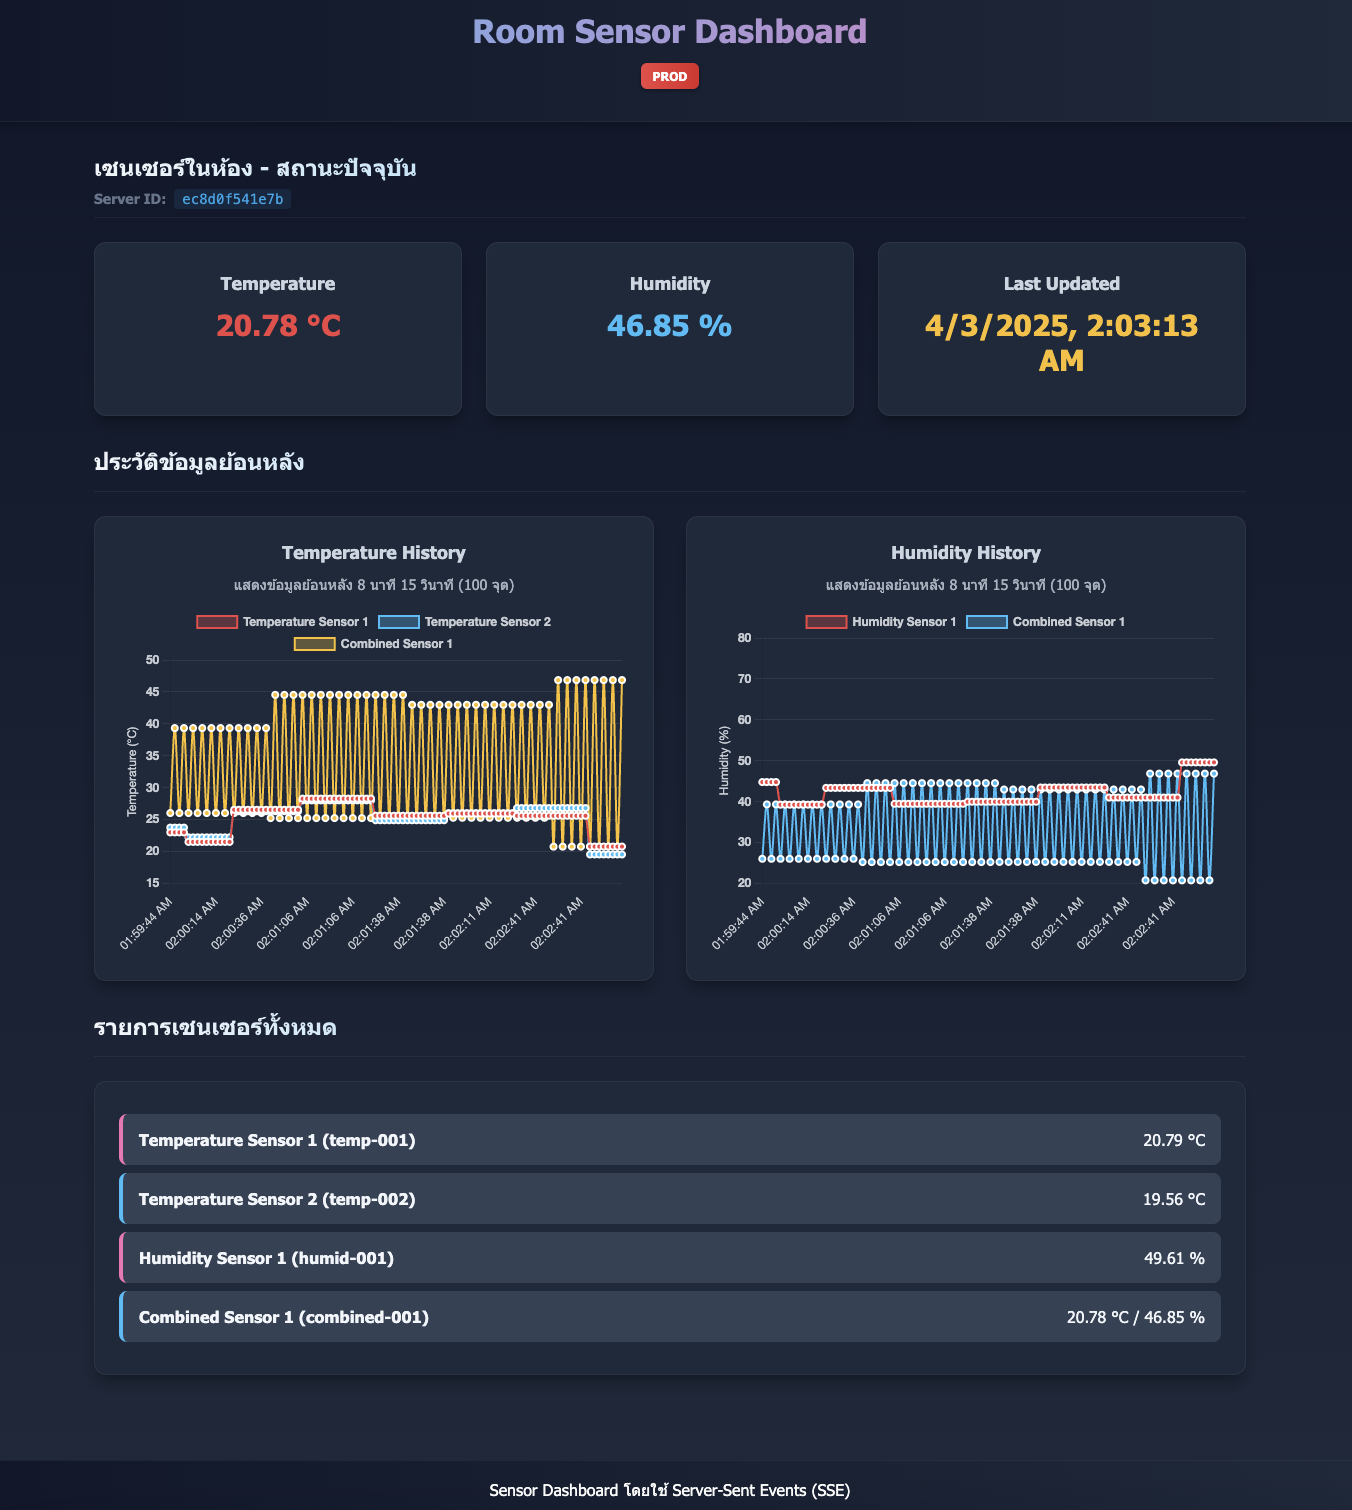 Room Sensor Dashboard
PROD
เซนเซอร์ในห้อง - สถานะปัจจุบัน
Server ID: ec8d0f541e7b
Temperature
20.78 °C
Humidity
46.85 %
Last Updated
4/3/2025, 2:03:13
AM
ประวัติข้อมูลย้อนหลัง
Temperature History
แสดงข้อมูลย้อนหลัง 8 นาที 15 วินาที (100 จุด)
Temperature Sensor 1
Temperature Sensor 2
Combined Sensor 1
50
45
40
35
30
25
20
15
Temperature (°C)
01:59:44 AM
02:00:14 AM
02:00:36 AM
02:01:06 AM
02:01:06 AM
02:01:38 AM
02:01:38 AM
02:02:11 AM
02:02:41 AM
02:02:41 AM
Humidity History
แสดงข้อมูลย้อนหลัง 8 นาที 15 วินาที (100 จุด)
Humidity Sensor 1
Combined Sensor 1
80
70
60
50
40
30
20
Humidity (%)
01:59:44 AM
02:00:14 AM
02:00:36 AM
02:01:06 AM
02:01:06 AM
02:01:38 AM
02:01:38 AM
02:02:11 AM
02:02:41 AM
02:02:41 AM
รายการเซนเซอร์ทั้งหมด
Temperature Sensor 1 (temp-001) 20.79 °C
Temperature Sensor 2 (temp-002) 19.56 °C
Humidity Sensor 1 (humid-001) 49.61 %
Combined Sensor 1 (combined-001) 20.78 °C / 46.85 %
Sensor Dashboard โดยใช้ Server-Sent Events (SSE)